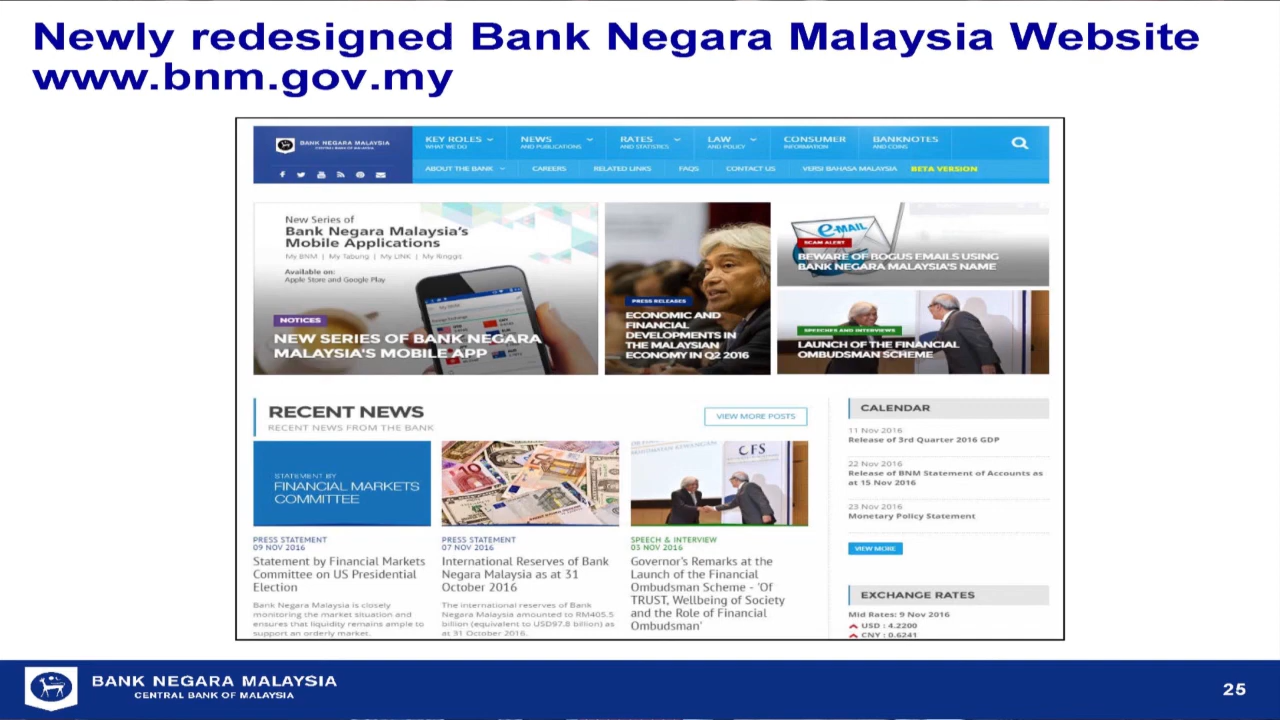 Newly redesigned Bank Negara Malaysia Website
www.bnm.gov.my
BANK NEGARA MALAYSIA
CENTRAL BANK OF MALAYSIA
KEY ROLES
WHAT WE DO
NEWS
AND PUBLICATIONS
RATES
AND STATISTICS
LAW
AND POLICY
CONSUMER
INFORMATION
BANKNOTES
AND COINS
ABOUT THE BANK
CAREERS
RELATED LINKS
FAQS
CONTACT US
VERSI BAHASA MALAYSIA
BETA VERSION
New Series of
Bank Negara Malaysia's
Mobile Applications
My BNM | My Tabung | My LINK | My Ringgit
Available on:
Apple Store and Google Play
NOTICES
NEW SERIES OF BANK NEGARA
MALAYSIA'S MOBILE APP
PRESS RELEASES
ECONOMIC AND
FINANCIAL
DEVELOPMENTS IN
THE MALAYSIAN
ECONOMY IN Q2 2016
e-MAIL
SCAM ALERT
BEWARE OF BOGUS EMAILS USING
BANK NEGARA MALAYSIA'S NAME
SPEECHES AND INTERVIEWS
LAUNCH OF THE FINANCIAL
OMBUDSMAN SCHEME
RECENT NEWS
RECENT NEWS FROM THE BANK
VIEW MORE POSTS
STATEMENT BY
FINANCIAL MARKETS
COMMITTEE
PRESS STATEMENT
09 NOV 2016
Statement by Financial Markets
Committee on US Presidential
Election
Bank Negara Malaysia is closely
monitoring the market situation and
ensures that liquidity remains ample to
support an orderly market.
PRESS STATEMENT
07 NOV 2016
International Reserves of Bank
Negara Malaysia as at 31
October 2016
The international reserves of Bank
Negara Malaysia amounted to RM405.5
billion (equivalent to USD97.8 billion) as
at 31 October 2016.
CFS
SPEECH & INTERVIEW
03 NOV 2016
Governor's Remarks at the
Launch of the Financial
Ombudsman Scheme - 'Of
TRUST, Wellbeing of Society
and the Role of Financial
Ombudsman'
CALENDAR
11 Nov 2016
Release of 3rd Quarter 2016 GDP
22 Nov 2016
Release of BNM Statement of Accounts as
at 15 Nov 2016
23 Nov 2016
Monetary Policy Statement
VIEW MORE
EXCHANGE RATES
Mid Rates: 9 Nov 2016
USD : 4.2200
CNY : 0.6241
BANK NEGARA MALAYSIA
CENTRAL BANK OF MALAYSIA
25